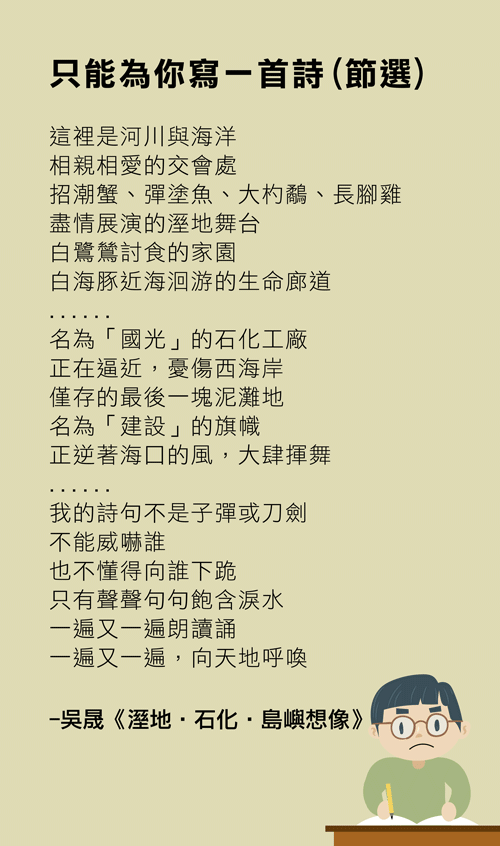 只能為你寫一首詩(節選)
這裡是河川與海洋
相親相愛的交會處
招潮蟹、彈塗魚、大杓鷸、長腳雞
盡情展演的溼地舞台
白鷺鷥討食的家園
白海豚近海洄游的生命廊道
......
名為「國光」的石化工廠
正在逼近，憂傷西海岸
僅存的最後一塊泥灘地
名為「建設」的旗幟
正逆著海口的風，大肆揮舞
......
我的詩句不是子彈或刀劍
不能威嚇誰
也不懂得向誰下跪
只有聲聲句句飽含淚水
一遍又一遍朗讀誦
一遍又一遍，向天地呼喚
–吳晟《溼地·石化·島嶼想像》